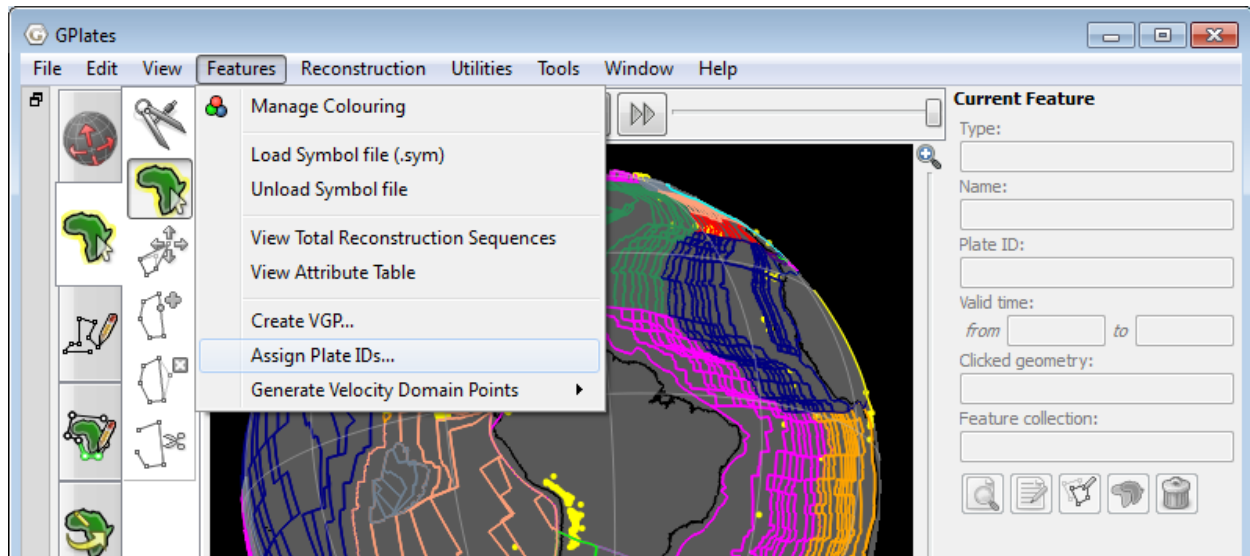 GPlates
File Edit View Features Reconstruction Utilities Tools Window Help
Manage Colouring
Load Symbol file (.sym)
Unload Symbol file
View Total Reconstruction Sequences
View Attribute Table
Create VGP...
Assign Plate IDs...
Generate Velocity Domain Points
Current Feature
Type:
Name:
Plate ID:
Valid time:
from to
Clicked geometry:
Feature collection: